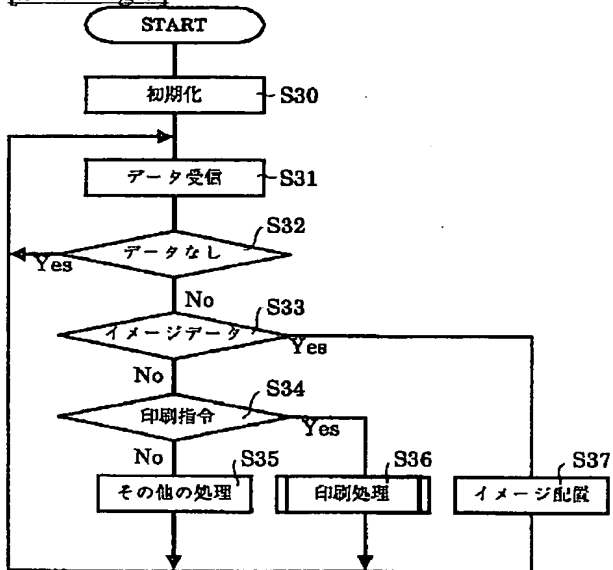 START
初期化
S30
データ受信
S31
S32
データなし
Yes
No
S33
イメージデータ
Yes
No
S34
印刷指令
Yes
No
S35
S36
S37
その他の処理
印刷処理
イメージ配置